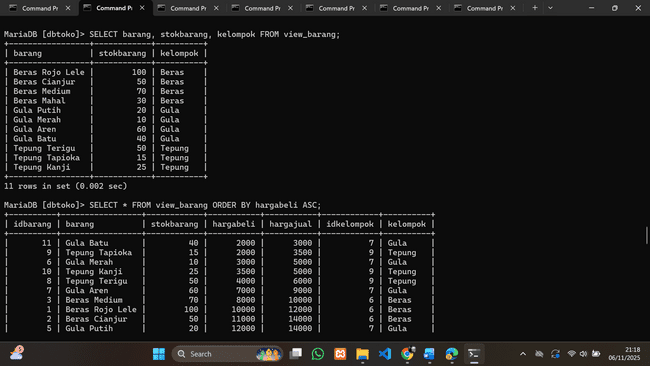 Command Pr Command Pr Command Pr Command Pr Command Pr Command Pr Command Pr
MariaDB [dbtoko]> SELECT barang, stokbarang, kelompok FROM view_barang;
+------------------+------------+----------+
| barang | stokbarang | kelompok |
+------------------+------------+----------+
| Beras Rojo Lele | 100 | Beras |
| Beras Cianjur | 50 | Beras |
| Beras Medium | 70 | Beras |
| Beras Mahal | 30 | Beras |
| Gula Putih | 20 | Gula |
| Gula Merah | 10 | Gula |
| Gula Aren | 60 | Gula |
| Gula Batu | 40 | Gula |
| Tepung Terigu | 50 | Tepung |
| Tepung Tapioka | 15 | Tepung |
| Tepung Kanji | 25 | Tepung |
+------------------+------------+----------+
11 rows in set (0.002 sec)
MariaDB [dbtoko]> SELECT * FROM view_barang ORDER BY hargabeli ASC;
+----------+-----------------+------------+-----------+-----------+------------+----------+
| idbarang | barang | stokbarang | hargabeli | hargajual | idkelompok | kelompok |
+----------+-----------------+------------+-----------+-----------+------------+----------+
| 11 | Gula Batu | 40 | 2000 | 3000 | 7 | Gula |
| 9 | Tepung Tapioka | 15 | 2000 | 3500 | 9 | Tepung |
| 6 | Gula Merah | 10 | 3000 | 5000 | 7 | Gula |
| 10 | Tepung Kanji | 25 | 3500 | 5000 | 9 | Tepung |
| 8 | Tepung Terigu | 50 | 4000 | 6000 | 9 | Tepung |
| 7 | Gula Aren | 60 | 7000 | 9000 | 7 | Gula |
| 3 | Beras Medium | 70 | 8000 | 10000 | 6 | Beras |
| 1 | Beras Rojo Lele | 100 | 10000 | 12000 | 6 | Beras |
| 2 | Beras Cianjur | 50 | 11000 | 14000 | 6 | Beras |
| 5 | Gula Putih | 20 | 12000 | 14000 | 7 | Gula |
Search
21:18
06/11/2025